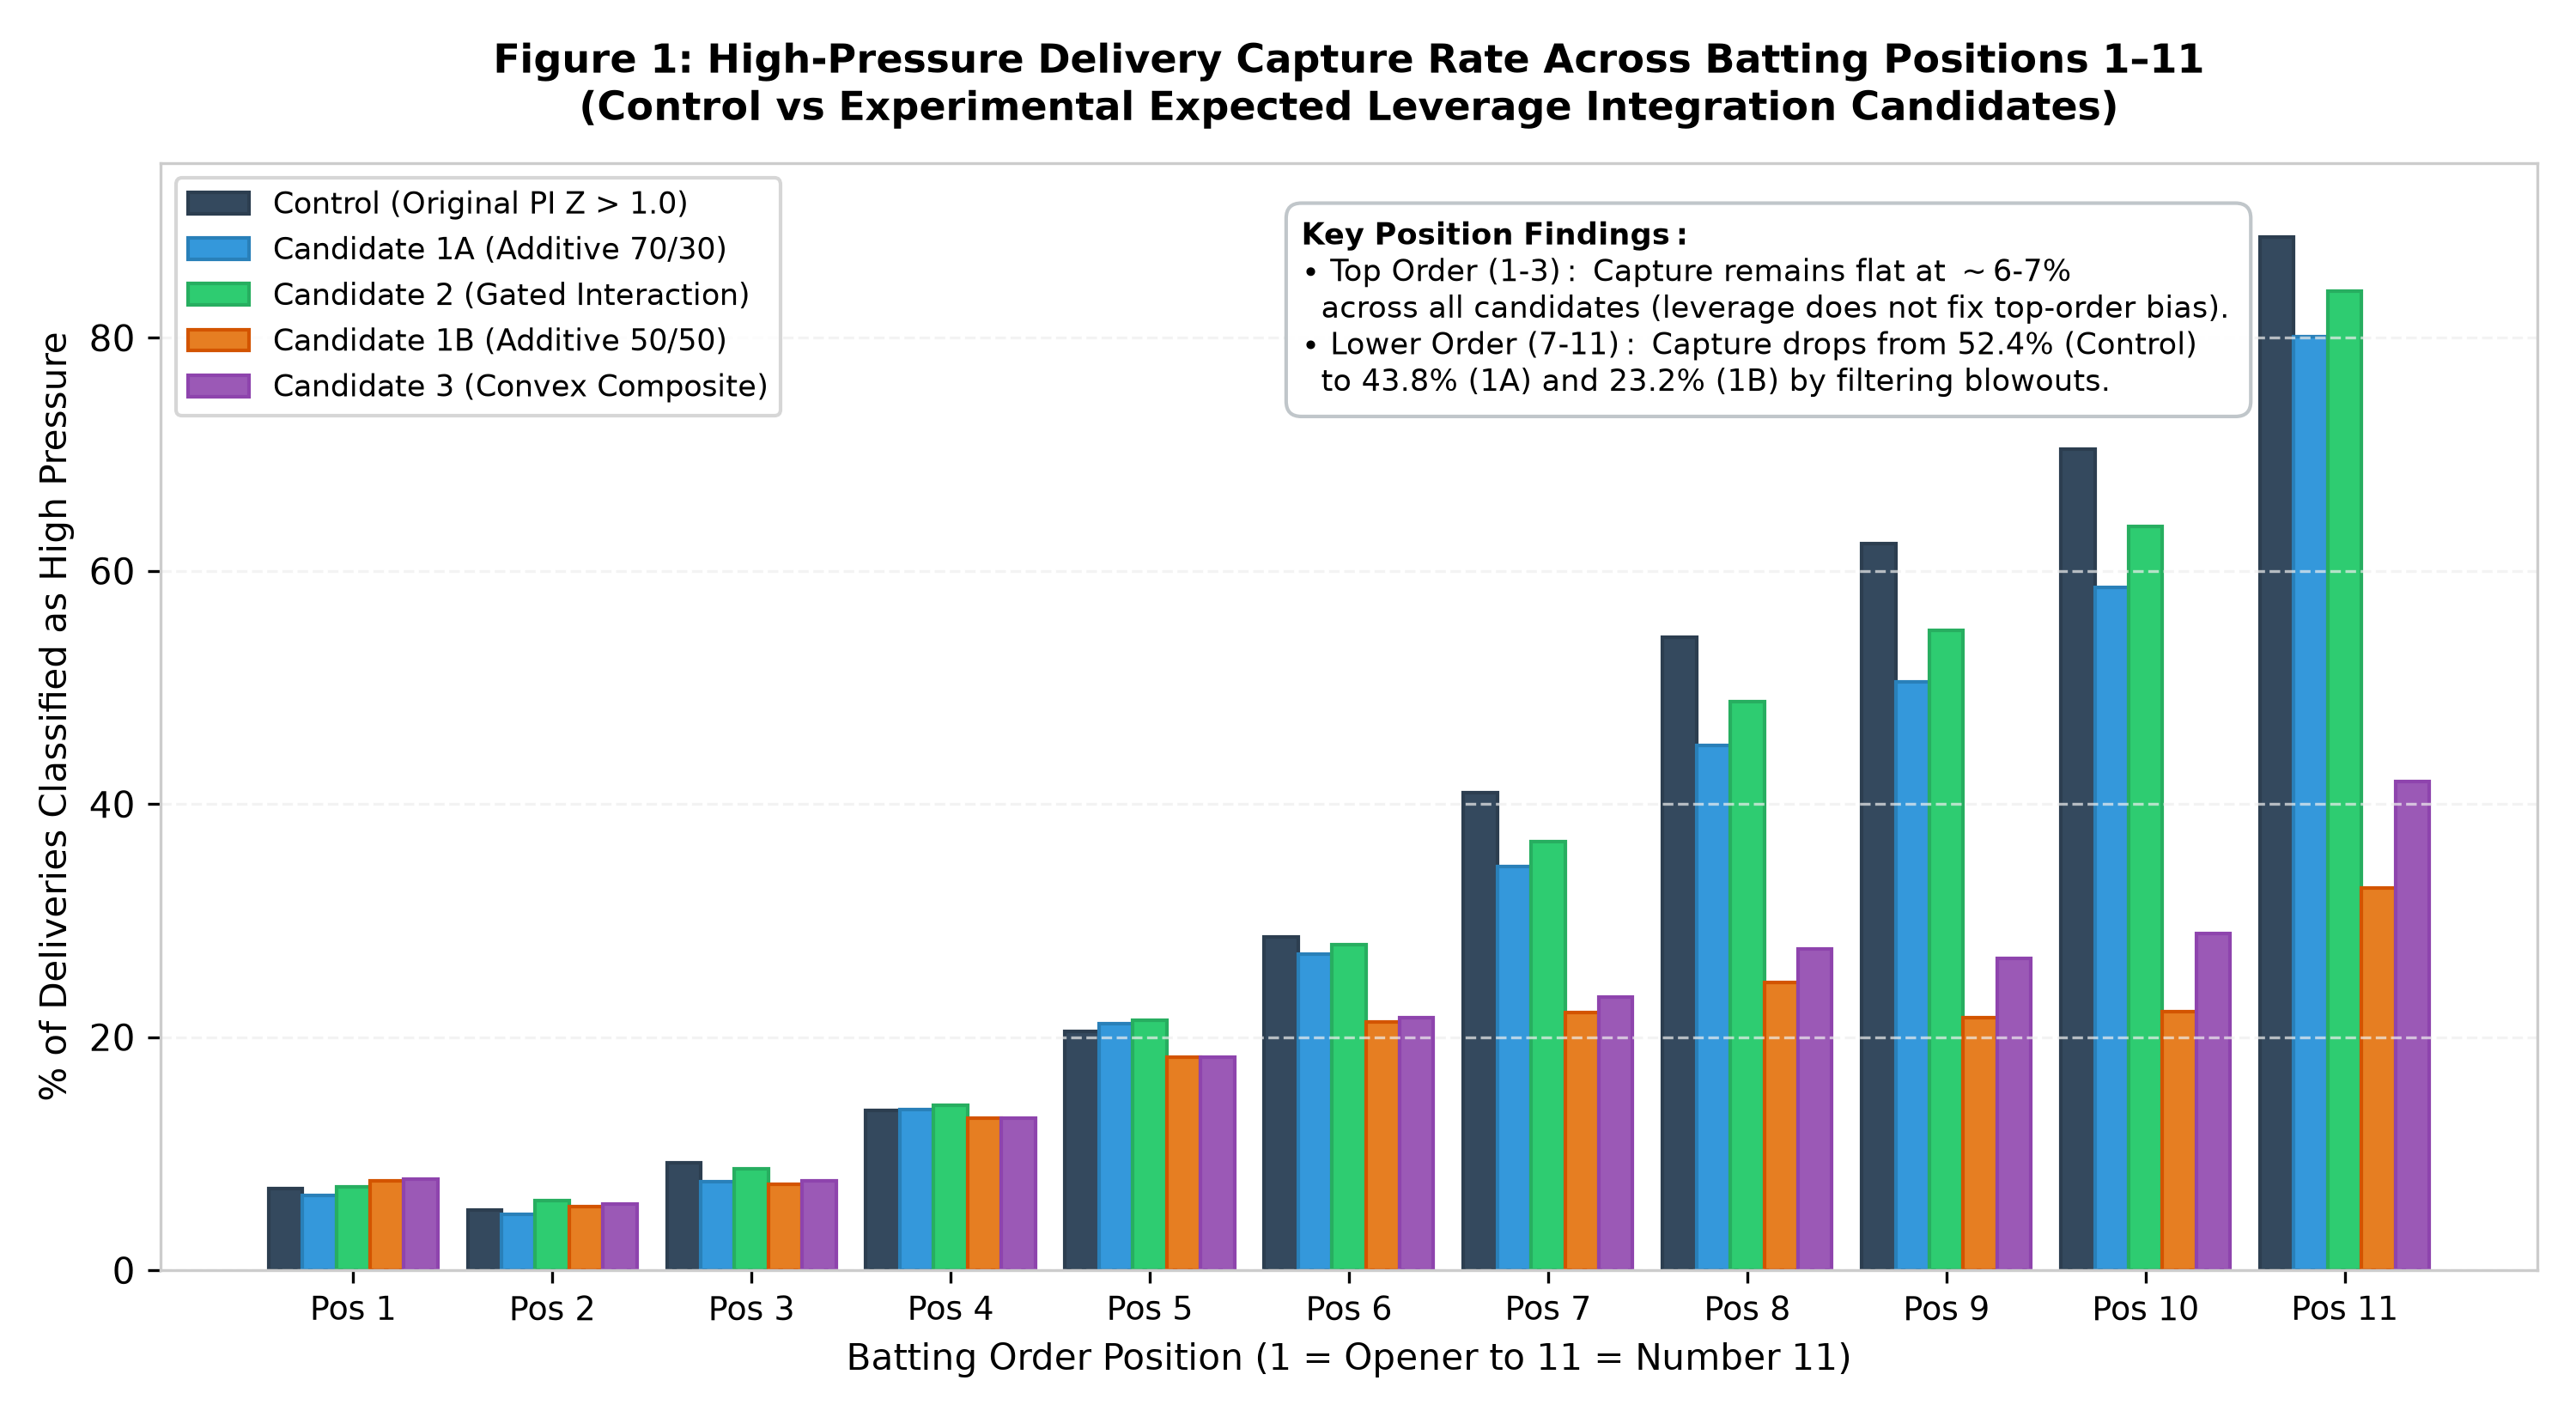 Figure 1: High-Pressure Delivery Capture Rate Across Batting Positions 1–11
(Control vs Experimental Expected Leverage Integration Candidates)
Control (Original PI Z > 1.0)
Candidate 1A (Additive 70/30)
Candidate 2 (Gated Interaction)
Candidate 1B (Additive 50/50)
Candidate 3 (Convex Composite)
Key Position Findings:
• Top Order (1-3): Capture remains flat at ~6-7%
across all candidates (leverage does not fix top-order bias).
• Lower Order (7-11): Capture drops from 52.4% (Control)
to 43.8% (1A) and 23.2% (1B) by filtering blowouts.
% of Deliveries Classified as High Pressure
80
60
40
20
0
Pos 1 Pos 2 Pos 3 Pos 4 Pos 5 Pos 6 Pos 7 Pos 8 Pos 9 Pos 10 Pos 11
Batting Order Position (1 = Opener to 11 = Number 11)